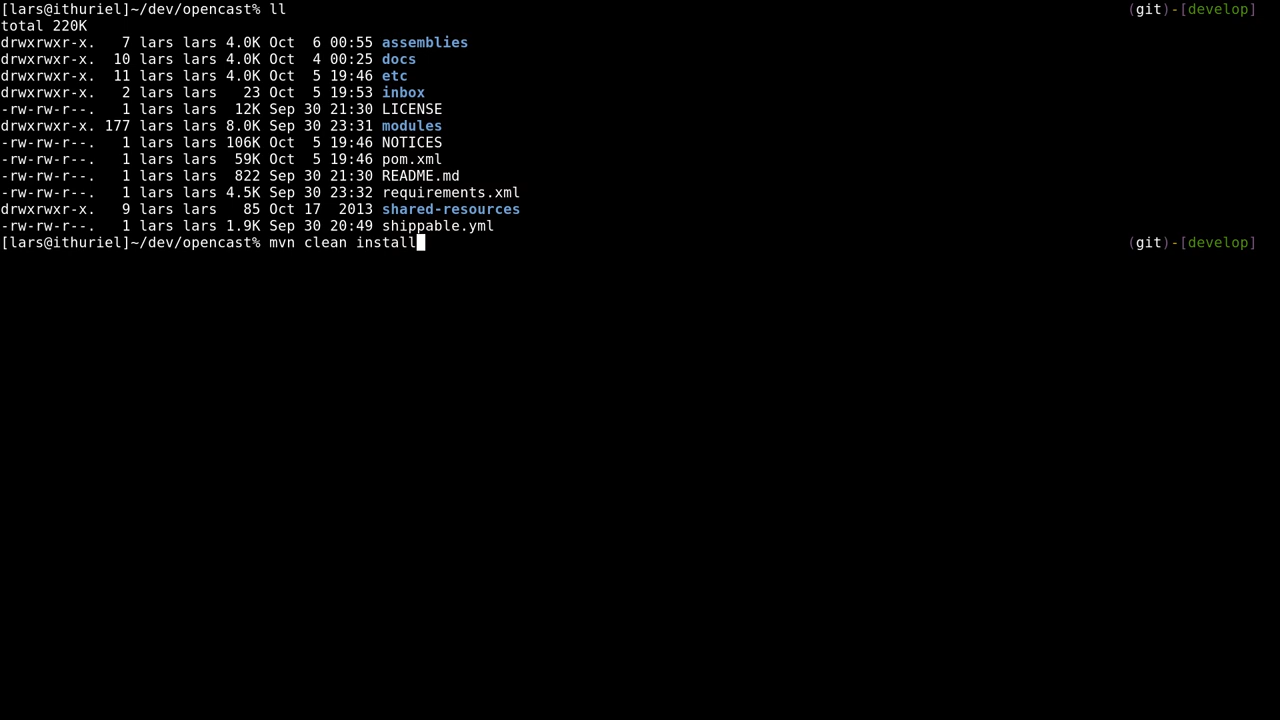 [lars@ithuriel]~/dev/opencast% ll (git)-[develop]
total 220K
drwxrwxr-x.   7 lars lars 4.0K Oct  6 00:55 assemblies
drwxrwxr-x.  10 lars lars 4.0K Oct  4 00:25 docs
drwxrwxr-x.  11 lars lars 4.0K Oct  5 19:46 etc
drwxrwxr-x.   2 lars lars   23 Oct  5 19:53 inbox
-rw-rw-r--.   1 lars lars  12K Sep 30 21:30 LICENSE
drwxrwxr-x. 177 lars lars 8.0K Sep 30 23:31 modules
-rw-rw-r--.   1 lars lars 106K Oct  5 19:46 NOTICES
-rw-rw-r--.   1 lars lars  59K Oct  5 19:46 pom.xml
-rw-rw-r--.   1 lars lars  822 Sep 30 21:30 README.md
-rw-rw-r--.   1 lars lars 4.5K Sep 30 23:32 requirements.xml
drwxrwxr-x.   9 lars lars   85 Oct 17  2013 shared-resources
-rw-rw-r--.   1 lars lars 1.9K Sep 30 20:49 shippable.yml
[lars@ithuriel]~/dev/opencast% mvn clean install (git)-[develop]